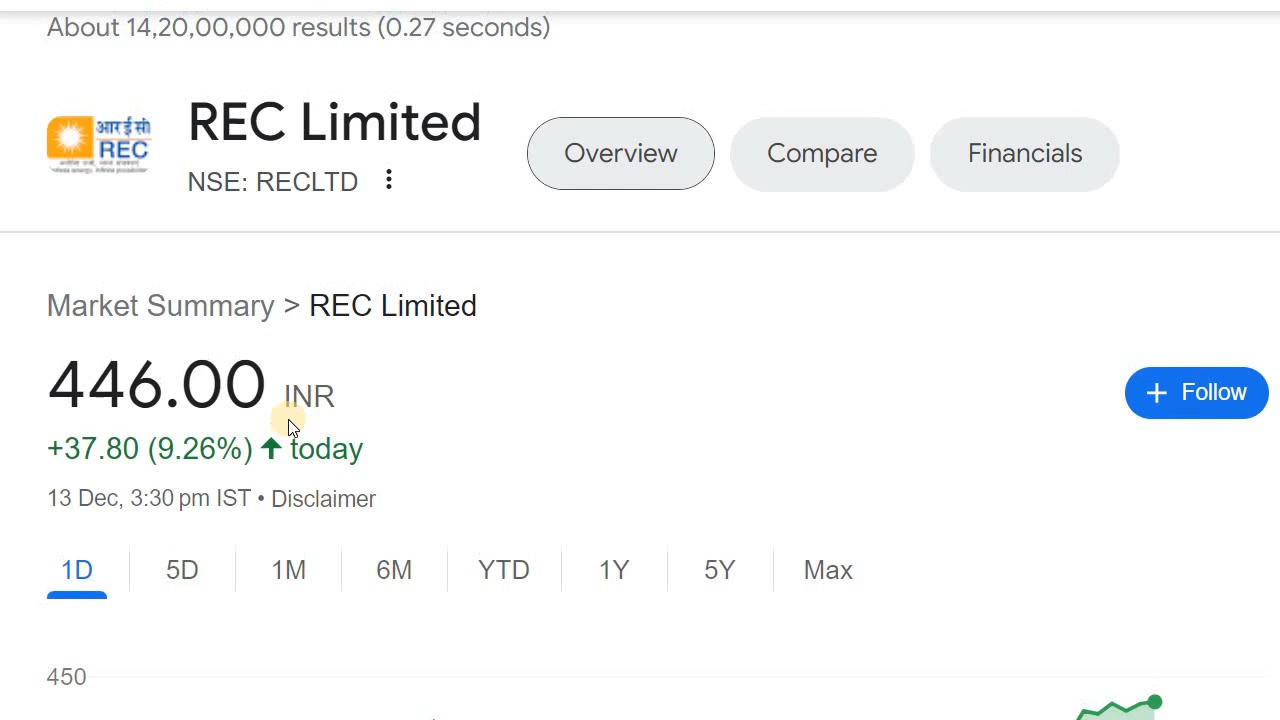 About 14,20,00,000 results (0.27 seconds)
आर ई सी
REC
REC Limited
NSE: RECLTD
Overview
Compare
Financials
Market Summary > REC Limited
446.00 INR
Follow
+37.80 (9.26%) today
13 Dec, 3:30 pm IST • Disclaimer
1D 5D 1M 6M YTD 1Y 5Y Max
450